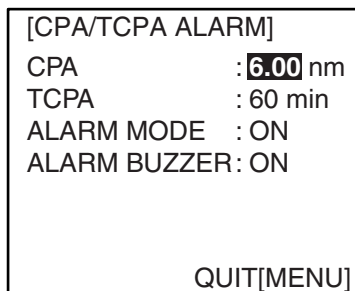 [CPA/TCPA ALARM]
CPA : 6.00 nm
TCPA : 60 min
ALARM MODE : ON
ALARM BUZZER : ON
QUIT[MENU]